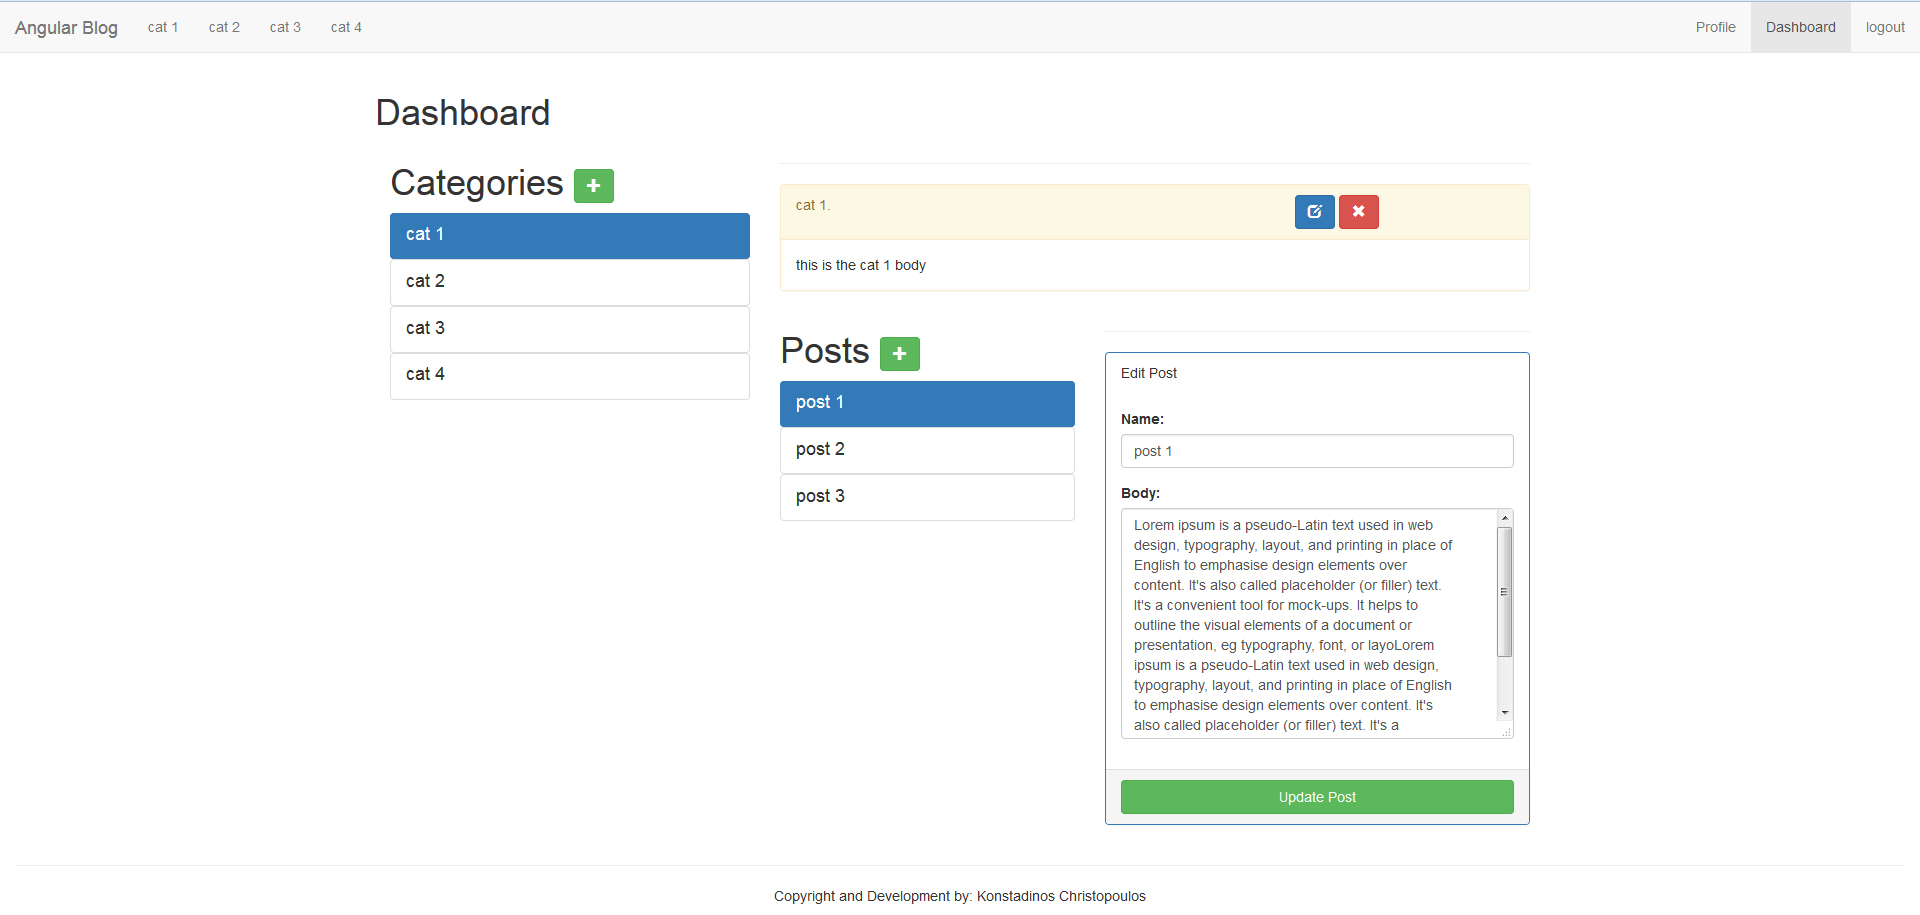 Angular Blog cat 1 cat 2 cat 3 cat 4 Profile Dashboard logout
Dashboard
Categories
cat 1
cat 2
cat 3
cat 4
cat 1.
this is the cat 1 body
Posts
post 1
post 2
post 3
Edit Post
Name:
post 1
Body:
Lorem ipsum is a pseudo-Latin text used in web
design, typography, layout, and printing in place of
English to emphasise design elements over
content. It's also called placeholder (or filler) text.
It's a convenient tool for mock-ups. It helps to
outline the visual elements of a document or
presentation, eg typography, font, or layoLorem
ipsum is a pseudo-Latin text used in web design,
typography, layout, and printing in place of English
to emphasise design elements over content. It's
also called placeholder (or filler) text. It's a
Update Post
Copyright and Development by: Konstadinos Christopoulos